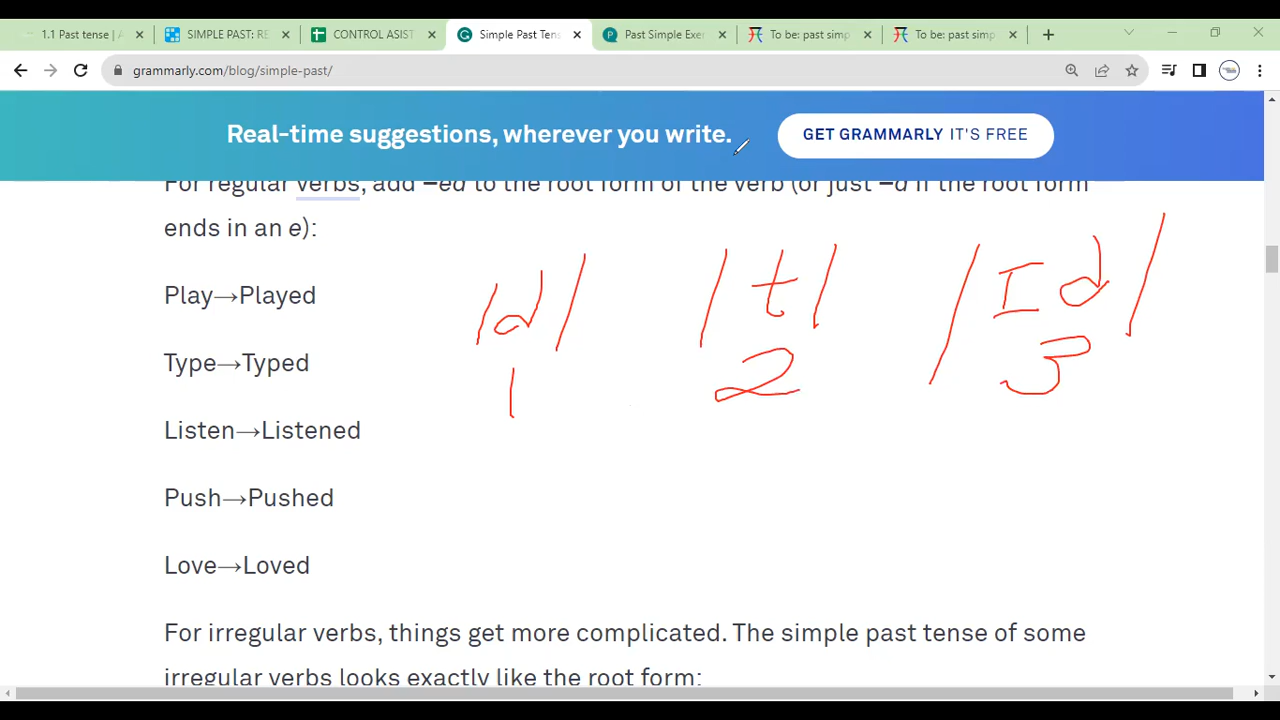 1.1 Past tense | A
SIMPLE PAST: RE
CONTROL ASIST
Simple Past Ten
Past Simple Exer
To be: past simp
To be: past simp
grammarly.com/blog/simple-past/
Real-time suggestions, wherever you write.
GET GRAMMARLY IT'S FREE
For regular verbs, add –ed to the root form of the verb (or just –d if the root form
ends in an e):
Play→Played
/d/ /t/ /Id/
Type→Typed
1 2 3
Listen→Listened
Push→Pushed
Love→Loved
For irregular verbs, things get more complicated. The simple past tense of some
irregular verbs looks exactly like the root form: